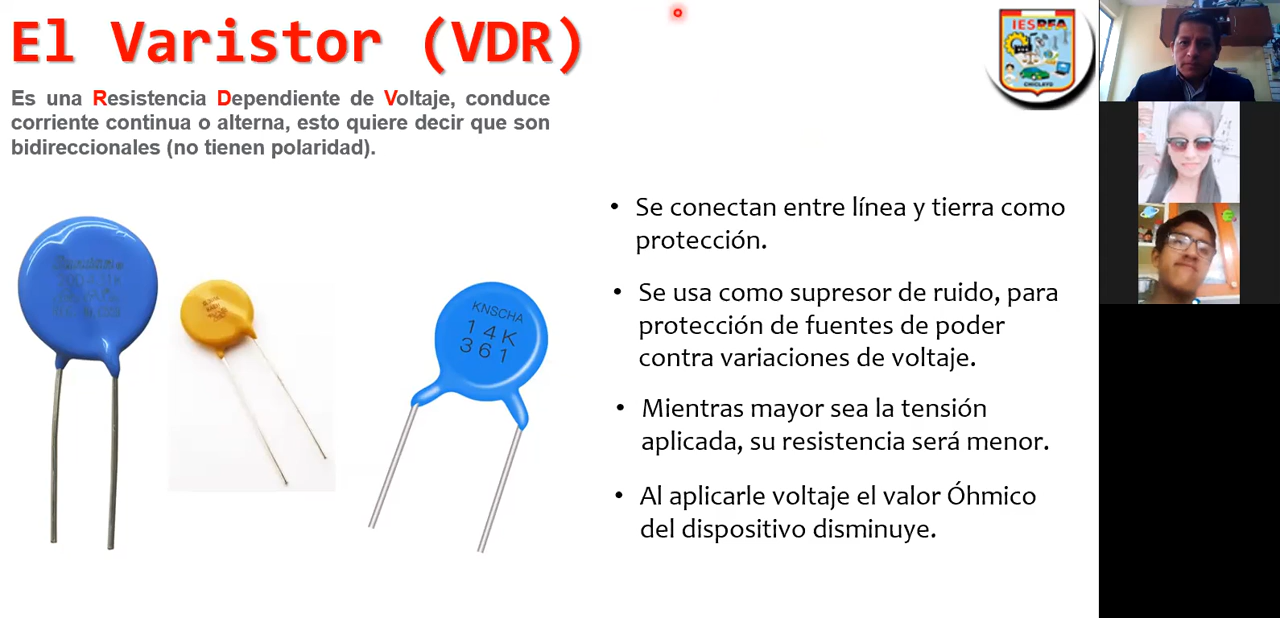 El Varistor (VDR)
Es una Resistencia Dependiente de Voltaje, conduce
corriente continua o alterna, esto quiere decir que son
bidireccionales (no tienen polaridad).
IESRFA
CHICLAYO
• Se conectan entre línea y tierra como
protección.
• Se usa como supresor de ruido, para
protección de fuentes de poder
contra variaciones de voltaje.
• Mientras mayor sea la tensión
aplicada, su resistencia será menor.
• Al aplicarle voltaje el valor Óhmico
del dispositivo disminuye.
KNSCHA
14K
361